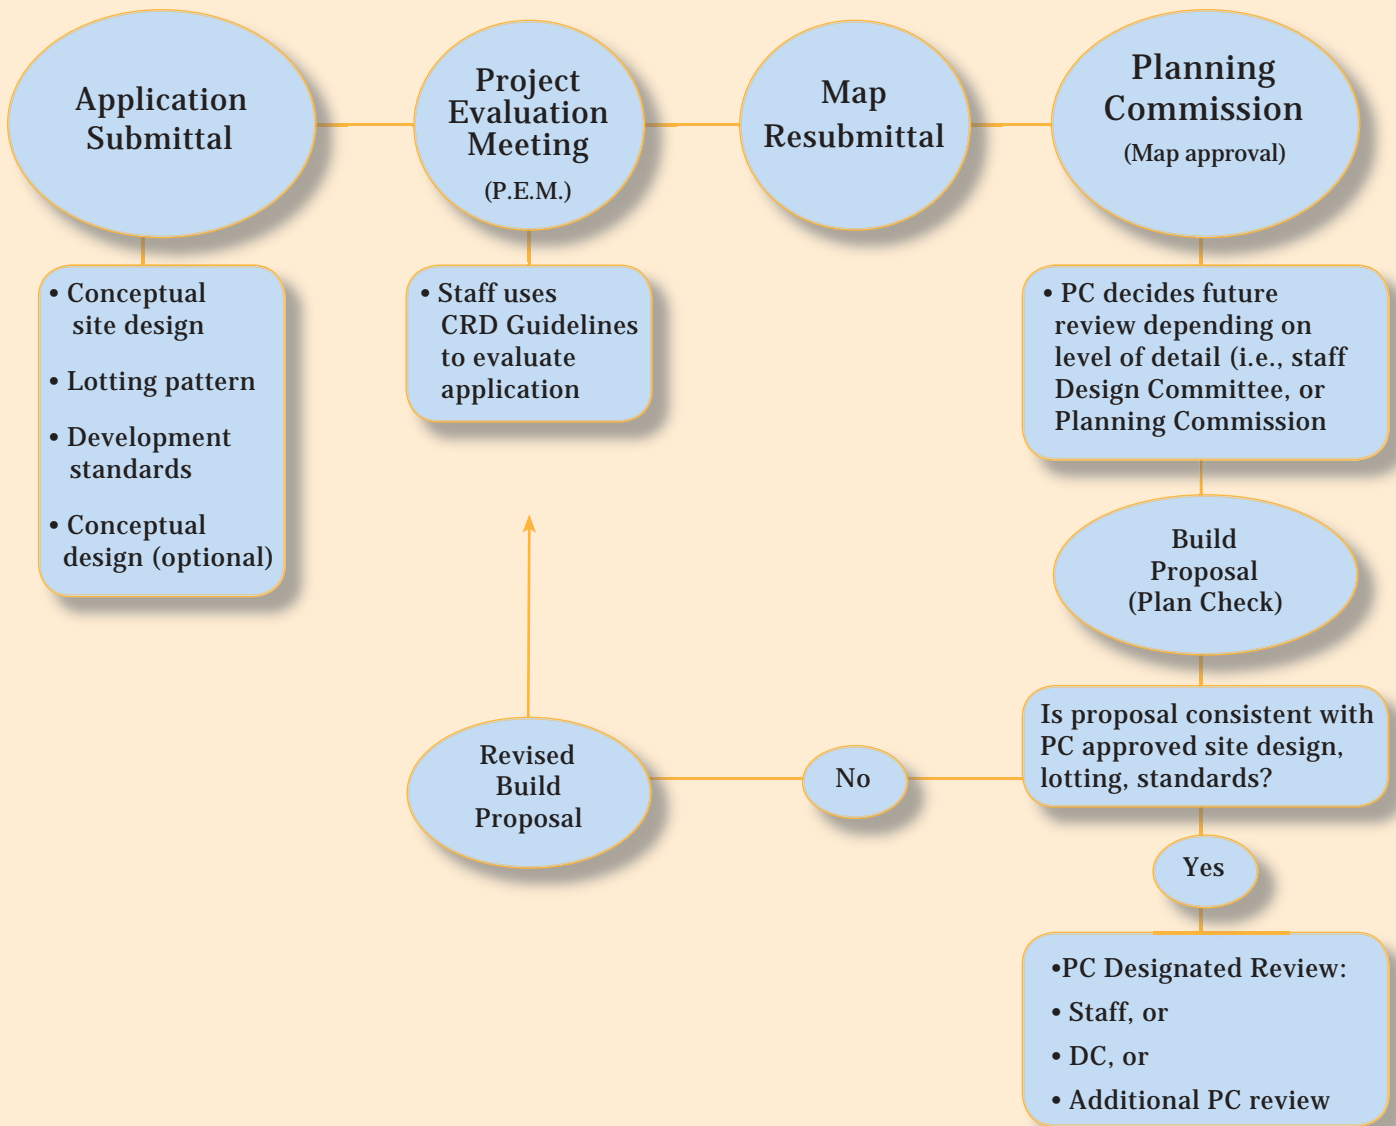 Application
Submittal
Project
Evaluation
Meeting
(P.E.M.)
Map
Resubmittal
Planning
Commission
(Map approval)
• Conceptual
site design
• Lotting pattern
• Development
standards
• Conceptual
design (optional)
• Staff uses
CRD Guidelines
to evaluate
application
• PC decides future
review depending on
level of detail (i.e., staff
Design Committee, or
Planning Commission
Build
Proposal
(Plan Check)
Is proposal consistent with
PC approved site design,
lotting, standards?
No
Revised
Build
Proposal
Yes
•PC Designated Review:
• Staff, or
• DC, or
• Additional PC review